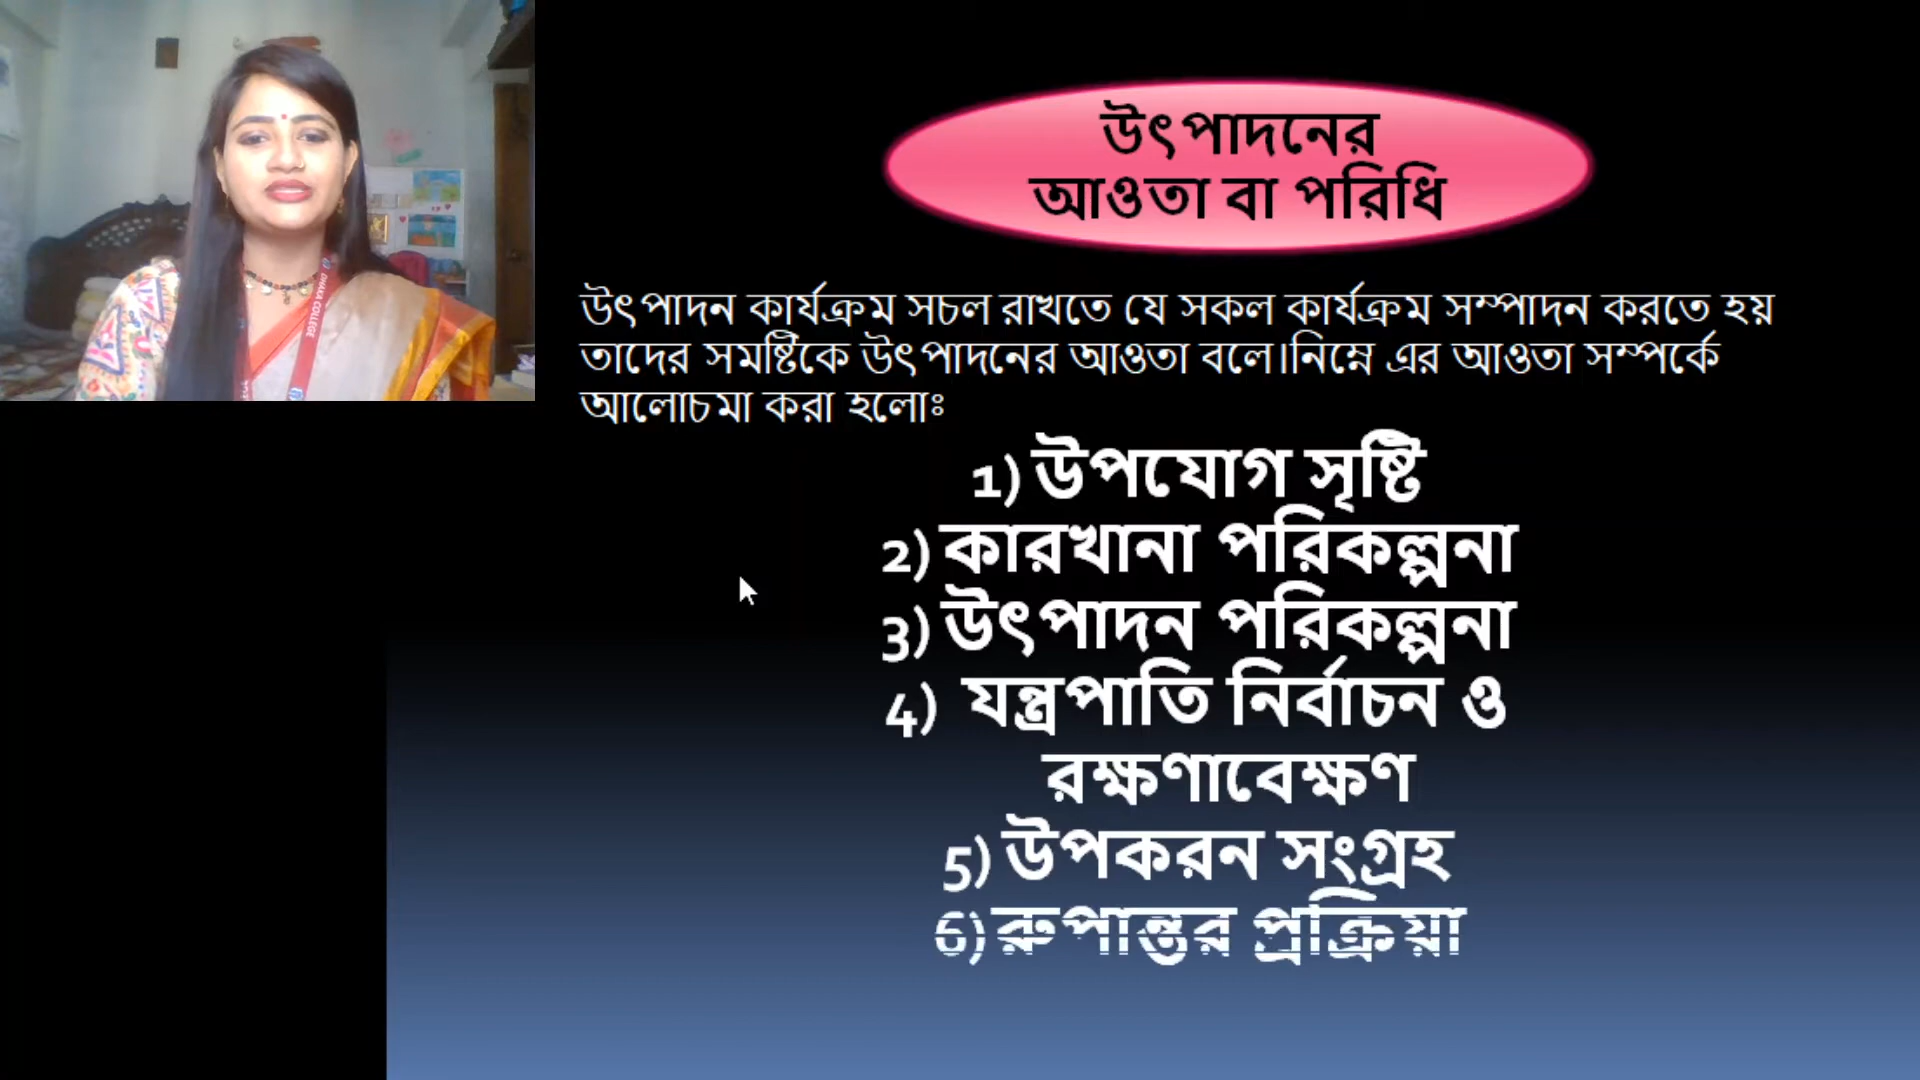 উৎপাদনের
আওতা বা পরিধি
উৎপাদন কার্যক্রম সচল রাখতে যে সকল কার্যক্রম সম্পাদন করতে হয়
তাদের সমষ্টিকে উৎপাদনের আওতা বলে।নিম্নে এর আওতা সম্পর্কে
আলোচমা করা হলোঃ
1) উপযোগ সৃষ্টি
2) কারখানা পরিকল্পনা
3) উৎপাদন পরিকল্পনা
4) যন্ত্রপাতি নির্বাচন ও
রক্ষণাবেক্ষণ
5) উপকরন সংগ্রহ
6) রুপান্তর প্রক্রিয়া
DHAKA COLLEGE